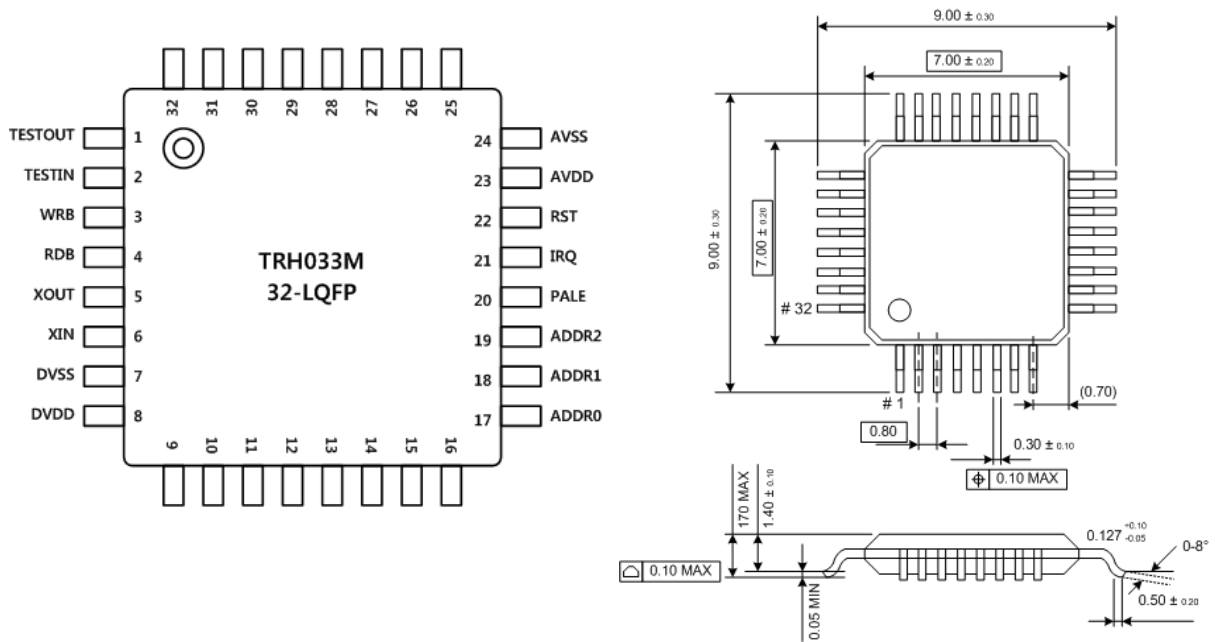 32 31 30 29 28 27 26 25
TESTOUT 1
TESTIN 2
WRB 3
RDB 4
XOUT 5
XIN 6
DVSS 7
DVDD 8
TRH033M
32-LQFP
24 AVSS
23 AVDD
22 RST
21 IRQ
20 PALE
19 ADDR2
18 ADDR1
17 ADDR0
9 10 11 12 13 14 15 16
9.00 ± 0.30
7.00 ± 0.20
9.00 ± 0.30
7.00 ± 0.20
# 32
# 1
(0.70)
0.80
0.30 ± 0.10
⌖ 0.10 MAX
170 MAX
1.40 ± 0.10
0.127 +0.10 -0.05
0-8°
0.10 MAX
0.05 MIN
0.50 ± 0.20